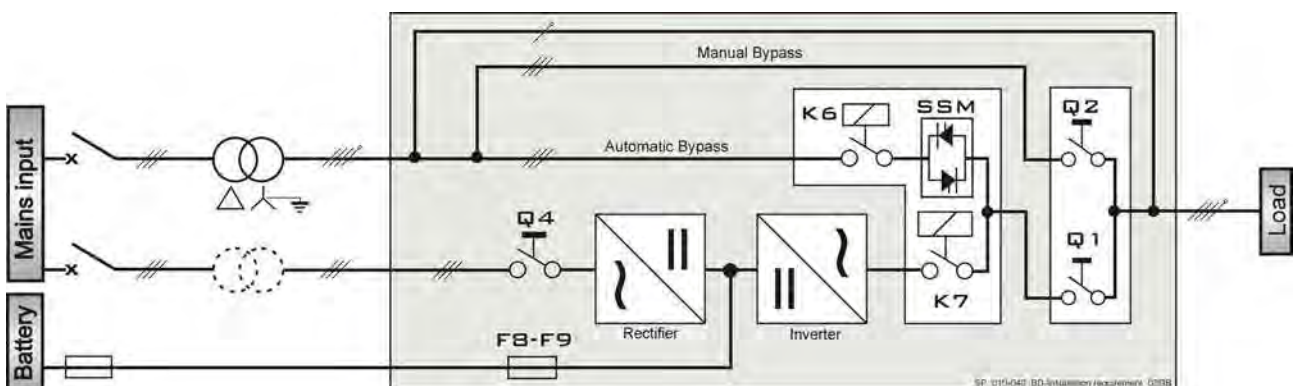 Mains input
Battery
Manual Bypass
Automatic Bypass
K6
SSM
Q2
Q4
Q1
K7
Rectifier
Inverter
F8-F9
Load